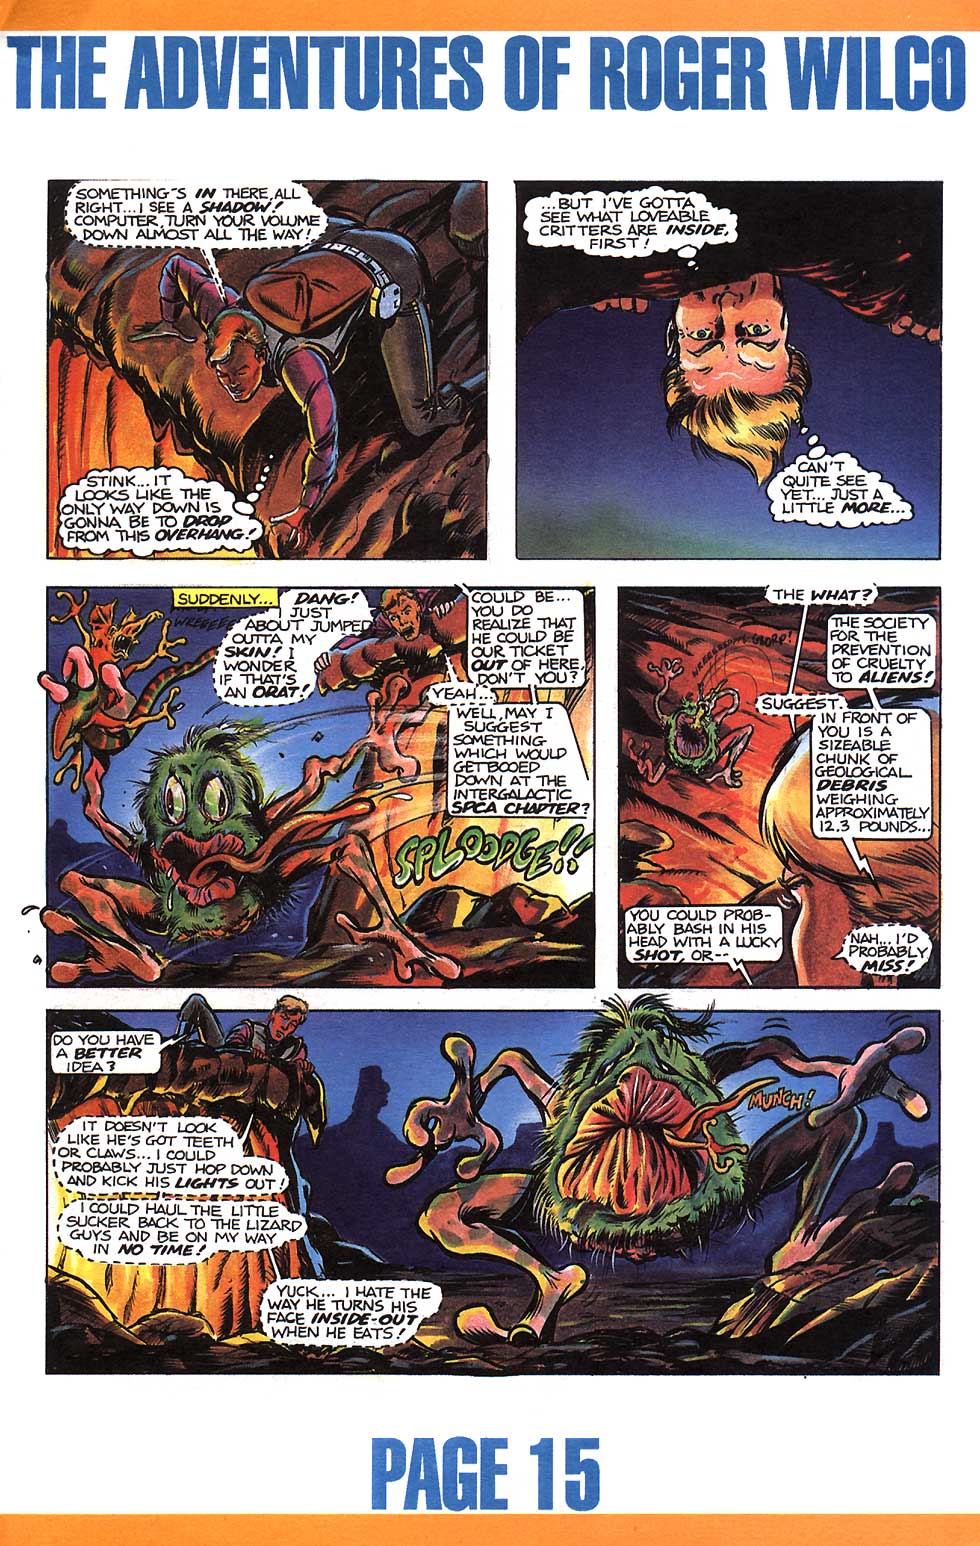 THE ADVENTURES OF ROGER WILCO
SOMETHING'S IN THERE, ALL
RIGHT... I SEE A SHADOW!
COMPUTER, TURN YOUR VOLUME
DOWN ALMOST ALL THE WAY!
STINK... IT
LOOKS LIKE THE
ONLY WAY DOWN IS
GONNA BE TO DROP
FROM THIS OVERHANG!
...BUT I'VE GOTTA
SEE WHAT LOVEABLE
CRITTERS ARE INSIDE,
FIRST!
CAN'T
QUITE SEE
YET... JUST A
LITTLE MORE...
SUDDENLY...
DANG!
I JUST
ABOUT JUMPED
OUTTA MY
SKIN! I
WONDER
IF THAT'S
AN ORAT!
COULD BE...
YOU DO
REALIZE THAT
HE COULD BE
OUR TICKET
OUT OF HERE,
DON'T YOU?
YEAH...
WELL, MAY I
SUGGEST
SOMETHING
WHICH WOULD
GET BOOED
DOWN AT THE
INTERGALACTIC
SPCA CHAPTER?
SPLOODGE!!
THE WHAT?
GLORP!
THE SOCIETY
FOR THE
PREVENTION
OF CRUELTY
TO ALIENS!
SUGGEST.
IN FRONT OF
YOU IS A
SIZEABLE
CHUNK OF
GEOLOGICAL
DEBRIS
WEIGHING
APPROXIMATELY
12.3 POUNDS...
YOU COULD PROB-
ABLY BASH IN HIS
HEAD WITH A LUCKY
SHOT, OR--
NAH... I'D
PROBABLY
MISS!
DO YOU HAVE
A BETTER
IDEA?
IT DOESN'T LOOK
LIKE HE'S GOT TEETH
OR CLAWS... I COULD
PROBABLY JUST HOP DOWN
AND KICK HIS LIGHTS OUT!
I COULD HAUL THE LITTLE
SUCKER BACK TO THE LIZARD
GUYS AND BE ON MY WAY
IN NO TIME!
YUCK... I HATE THE
WAY HE TURNS HIS
FACE INSIDE-OUT
WHEN HE EATS!
MUNCH!
PAGE 15